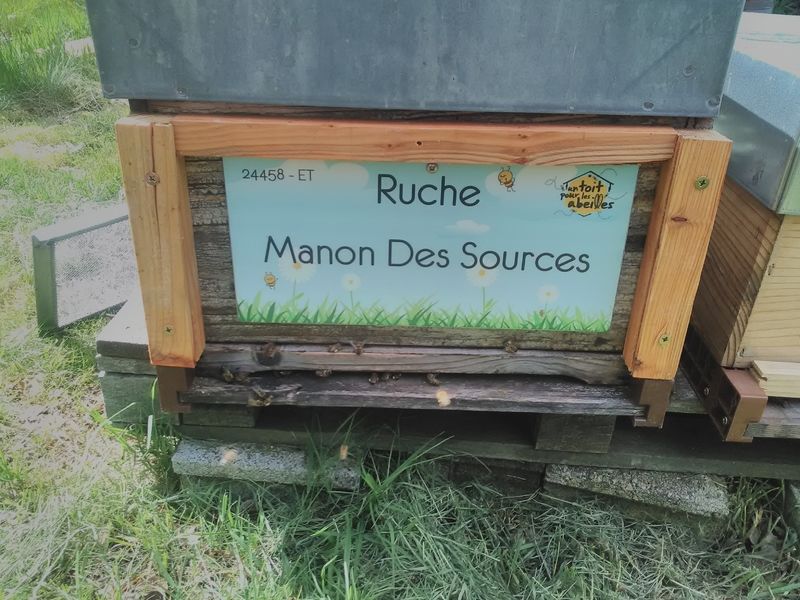 24458 - ET
Ruche
un toit
pour les
abeilles
Manon Des Sources